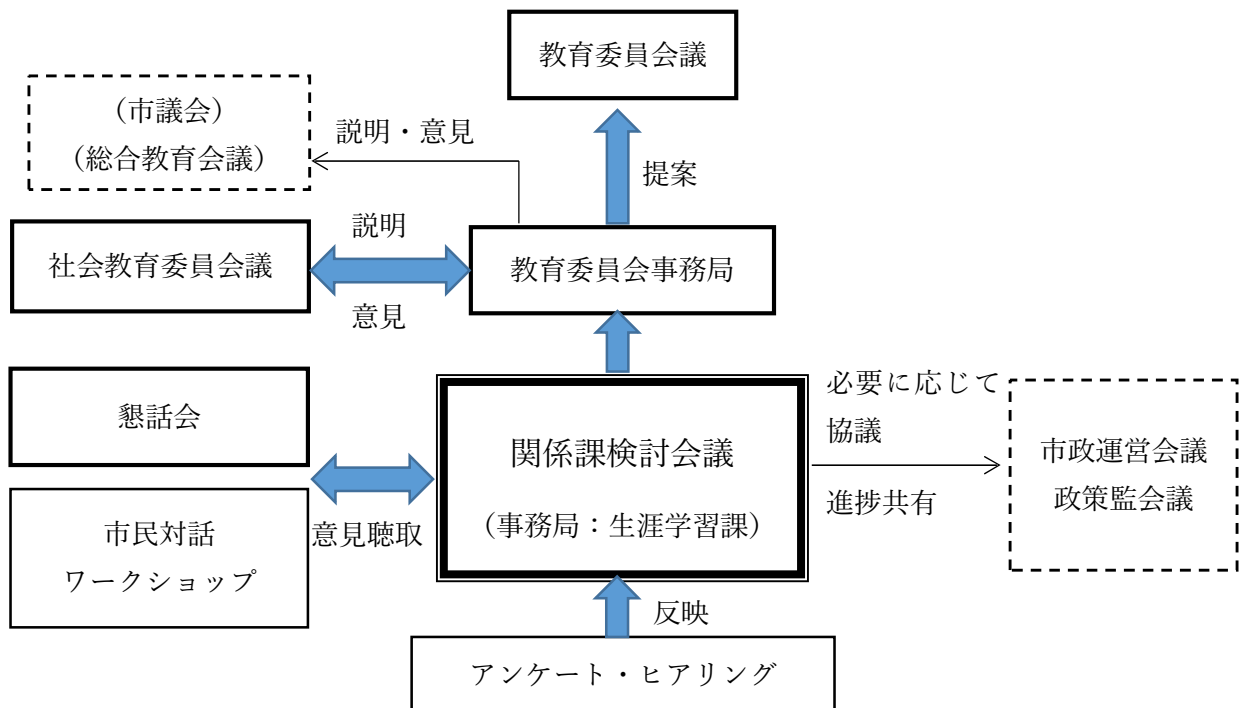 教育委員会議
(市議会)
(総合教育会議)
説明・意見
提案
社会教育委員会議
説明
意見
教育委員会事務局
懇話会
市民対話
ワークショップ
意見聴取
関係課検討会議
(事務局:生涯学習課)
必要に応じて
協議
進捗共有
市政運営会議
政策監会議
反映
アンケート・ヒアリング